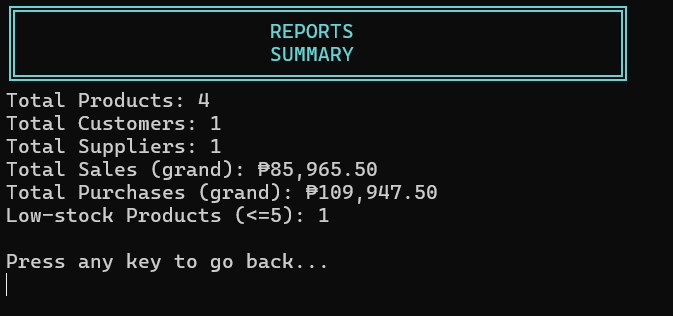 REPORTS
SUMMARY
Total Products: 4
Total Customers: 1
Total Suppliers: 1
Total Sales (grand): ₱85,965.50
Total Purchases (grand): ₱109,947.50
Low-stock Products (<=5): 1
Press any key to go back...